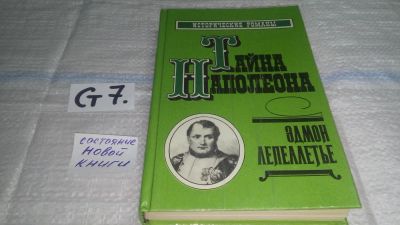 ИСТОРИЧЕСКИЕ РОМАНЫ
ТАЙНА
НАПОЛЕОНА
ЭДМОН
ЛЕПЕЛЛЕТЬЕ
G 7.
состояние
новой
книги